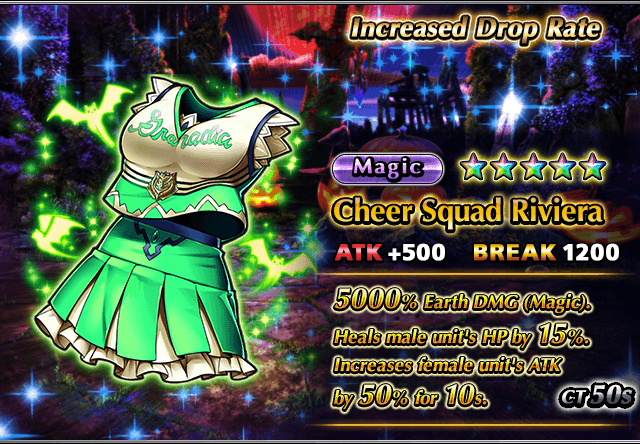 Increased Drop Rate
Grandia
Magic
Cheer Squad Riviera
ATK +500 BREAK 1200
5000% Earth DMG (Magic).
Heals male unit's HP by 15%.
Increases female unit's ATK
by 50% for 10s.
CT 50s